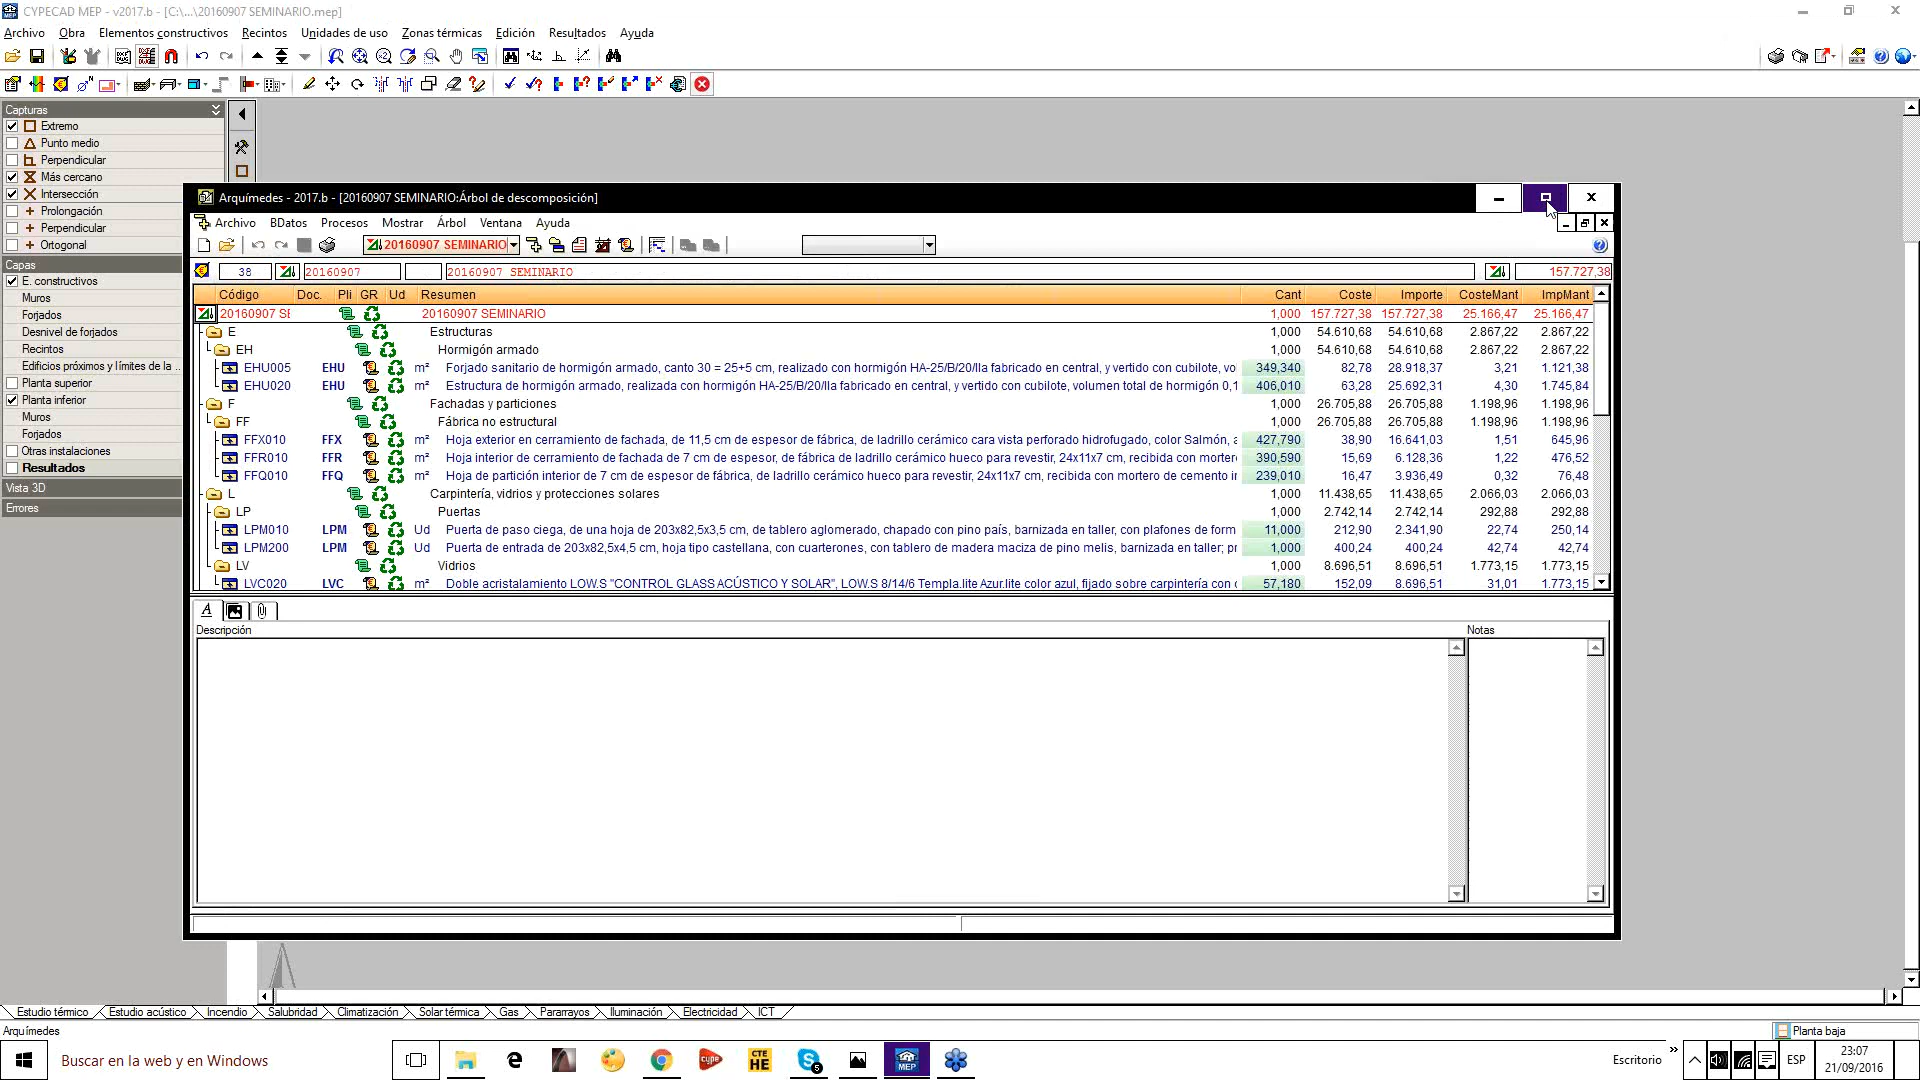 CYPECAD MEP - v2017.b - [C:\...\20160907 SEMINARIO.mep]
Archivo Obra Elementos constructivos Recintos Unidades de uso Zonas térmicas Edición Resultados Ayuda
Capturas
Extremo
Punto medio
Perpendicular
Más cercano
Intersección
Prolongación
Perpendicular
Ortogonal
Capas
E. constructivos
Muros
Forjados
Desnivel de forjados
Recintos
Edificios próximos y límites de la ..
Planta superior
Planta inferior
Muros
Forjados
Otras instalaciones
Resultados
Vista 3D
Errores
Arquímedes - 2017.b - [20160907 SEMINARIO:Árbol de descomposición]
Archivo BDatos Procesos Mostrar Árbol Ventana Ayuda
20160907 SEMINARIO
38 20160907 20160907 SEMINARIO 157.727,38
Código Doc. Pli GR Ud Resumen Cant Coste Importe CosteMant ImpMant
20160907 SE 20160907 SEMINARIO 1,000 157.727,38 157.727,38 25.166,47 25.166,47
E Estructuras 1,000 54.610,68 54.610,68 2.867,22 2.867,22
EH Hormigón armado 1,000 54.610,68 54.610,68 2.867,22 2.867,22
EHU005 EHU m² Forjado sanitario de hormigón armado, canto 30 = 25+5 cm, realizado con hormigón HA-25/B/20/IIa fabricado en central, y vertido con cubilote, vo 349,340 82,78 28.918,37 3,21 1.121,38
EHU020 EHU m² Estructura de hormigón armado, realizada con hormigón HA-25/B/20/IIa fabricado en central, y vertido con cubilote, volumen total de hormigón 0,1 406,010 63,28 25.692,31 4,30 1.745,84
F Fachadas y particiones 1,000 26.705,88 26.705,88 1.198,96 1.198,96
FF Fábrica no estructural 1,000 26.705,88 26.705,88 1.198,96 1.198,96
FFX010 FFX m² Hoja exterior en cerramiento de fachada, de 11,5 cm de espesor de fábrica, de ladrillo cerámico cara vista perforado hidrofugado, color Salmón, a 427,790 38,90 16.641,03 1,51 645,96
FFR010 FFR m² Hoja interior de cerramiento de fachada de 7 cm de espesor, de fábrica de ladrillo cerámico hueco para revestir, 24x11x7 cm, recibida con mortero 390,590 15,69 6.128,36 1,22 476,52
FFQ010 FFQ m² Hoja de partición interior de 7 cm de espesor de fábrica, de ladrillo cerámico hueco para revestir, 24x11x7 cm, recibida con mortero de cemento i 239,010 16,47 3.936,49 0,32 76,48
L Carpintería, vidrios y protecciones solares 1,000 11.438,65 11.438,65 2.066,03 2.066,03
LP Puertas 1,000 2.742,14 2.742,14 292,88 292,88
LPM010 LPM Ud Puerta de paso ciega, de una hoja de 203x82,5x3,5 cm, de tablero aglomerado, chapado con pino país, barnizada en taller, con plafones de form 11,000 212,90 2.341,90 22,74 250,14
LPM200 LPM Ud Puerta de entrada de 203x82,5x4,5 cm, hoja tipo castellana, con cuarterones, con tablero de madera maciza de pino melis, barnizada en taller; pr 1,000 400,24 400,24 42,74 42,74
LV Vidrios 1,000 8.696,51 8.696,51 1.773,15 1.773,15
LVC020 LVC m² Doble acristalamiento LOW.S "CONTROL GLASS ACÚSTICO Y SOLAR", LOW.S 8/14/6 Templa.lite Azur.lite color azul, fijado sobre carpintería con 57,180 152,09 8.696,51 31,01 1.773,15
A
Descripción Notas
Estudio térmico Estudio acústico Incendio Salubridad Climatización Solar térmica Gas Pararrayos Iluminación Electricidad ICT
Arquímedes Planta baja
Buscar en la web y en Windows cype CTE HE 5 MEP Escritorio » ESP 23:07
21/09/2016